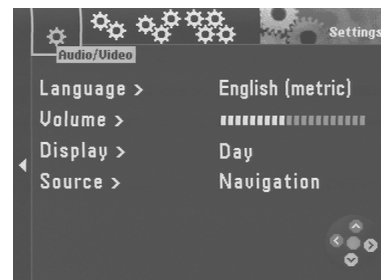 Settings
Audio/Video
Language > English (metric)
Volume >
Display > Day
Source > Navigation